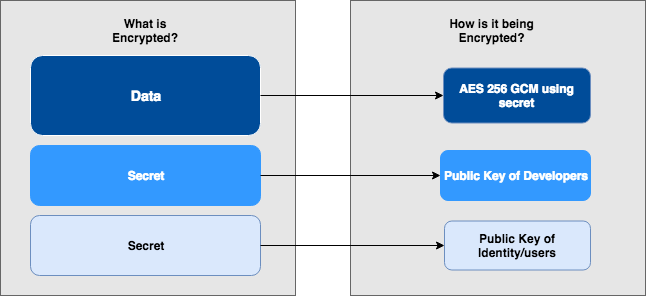 What is
Encrypted?
How is it being
Encrypted?
Data
AES 256 GCM using
secret
Secret
Public Key of Developers
Secret
Public Key of
Identity/users